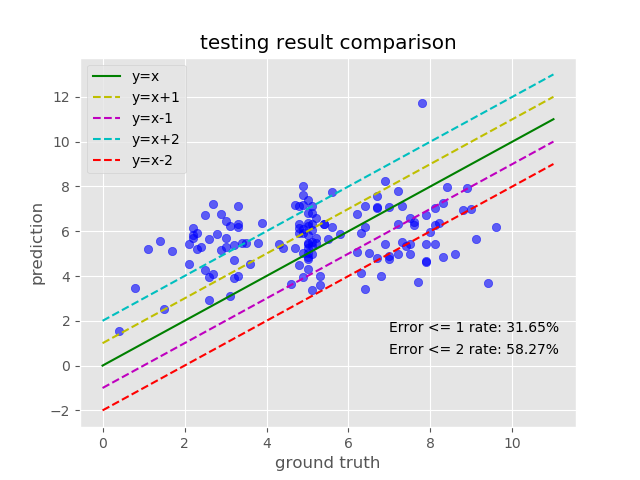 testing result comparison
y=x
y=x+1
y=x-1
y=x+2
y=x-2
12
10
8
6
4
2
0
−2
prediction
Error <= 1 rate: 31.65%
Error <= 2 rate: 58.27%
0 2 4 6 8 10
ground truth